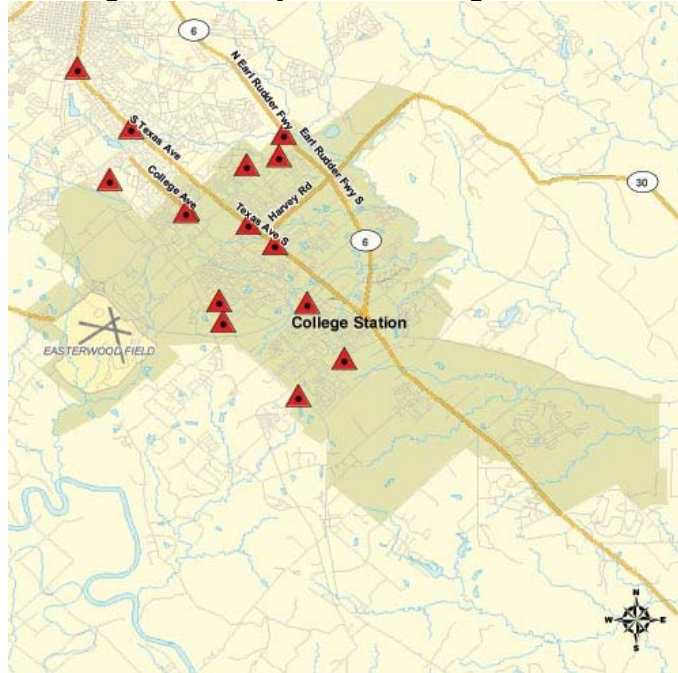 6
N Earl Rudder Fwy
Earl Rudder Fwy S
S Texas Ave
College Ave
Harvey Rd
Texas Ave S
30
6
College Station
EASTERWOOD FIELD
N
W E
S